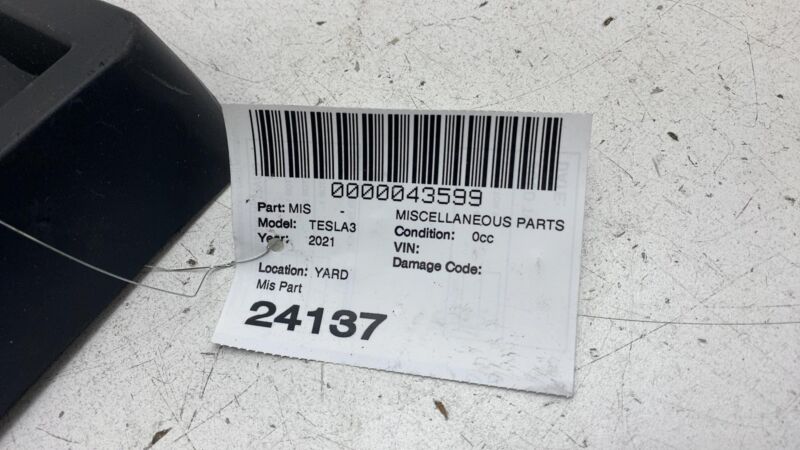 0000043599
Part: MIS - MISCELLANEOUS PARTS
Model: TESLA3 Condition: 0cc
Year: 2021 VIN:
Damage Code:
Location: YARD
Mis Part
24137